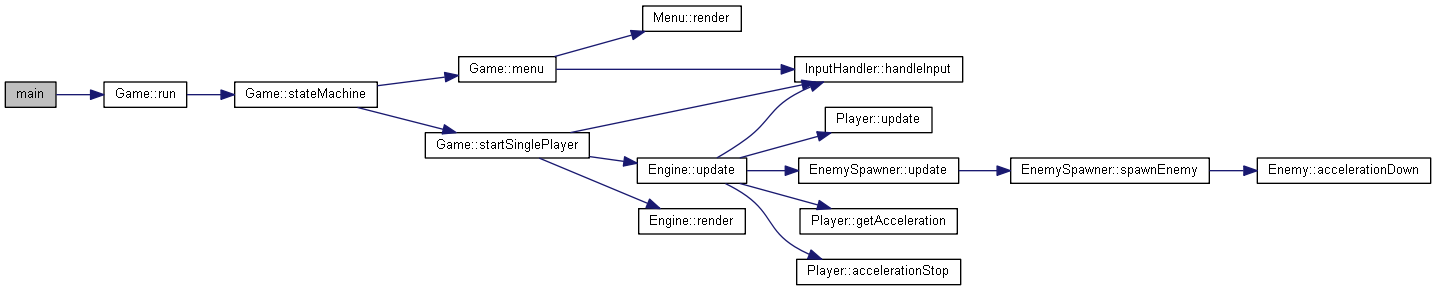 main
Game::run
Game::stateMachine
Game::menu
Menu::render
InputHandler::handleInput
Game::startSinglePlayer
Engine::update
Engine::render
Player::update
EnemySpawner::update
EnemySpawner::spawnEnemy
Enemy::accelerationDown
Player::getAcceleration
Player::accelerationStop